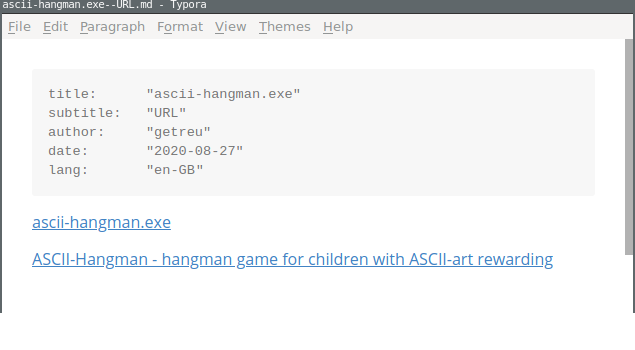 ascii-hangman.exe--URL.md - Typora
File Edit Paragraph Format View Themes Help
title: "ascii-hangman.exe"
subtitle: "URL"
author: "getreu"
date: "2020-08-27"
lang: "en-GB"
ascii-hangman.exe
ASCII-Hangman - hangman game for children with ASCII-art rewarding